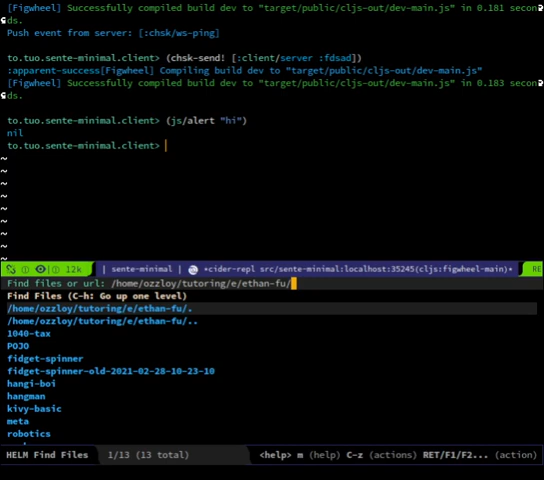 [Figwheel] Successfully compiled build dev to "target/public/cljs-out/dev-main.js" in 0.181 secon
ds.
Push event from server: [:chsk/ws-ping]
to.tuo.sente-minimal.client> (chsk-send! [:client/server :fdsad])
:apparent-success[Figwheel] Compiling build dev to "target/public/cljs-out/dev-main.js"
[Figwheel] Successfully compiled build dev to "target/public/cljs-out/dev-main.js" in 0.183 secon
ds.
to.tuo.sente-minimal.client> (js/alert "hi")
nil
to.tuo.sente-minimal.client>
~
~
~
~
~
~
~
~
~
12k | sente-minimal | *cider-repl src/sente-minimal:localhost:35245(cljs:figwheel-main)* RE
Find files or url: /home/ozzloy/tutoring/e/ethan-fu/
Find Files (C-h: Go up one level)
/home/ozzloy/tutoring/e/ethan-fu/.
/home/ozzloy/tutoring/e/ethan-fu/..
1040-tax
POJO
fidget-spinner
fidget-spinner-old-2021-02-28-10-23-10
hangi-boi
hangman
kivy-basic
meta
robotics
HELM Find Files 1/13 (13 total) <help> m (help) C-z (actions) RET/F1/F2... (action)